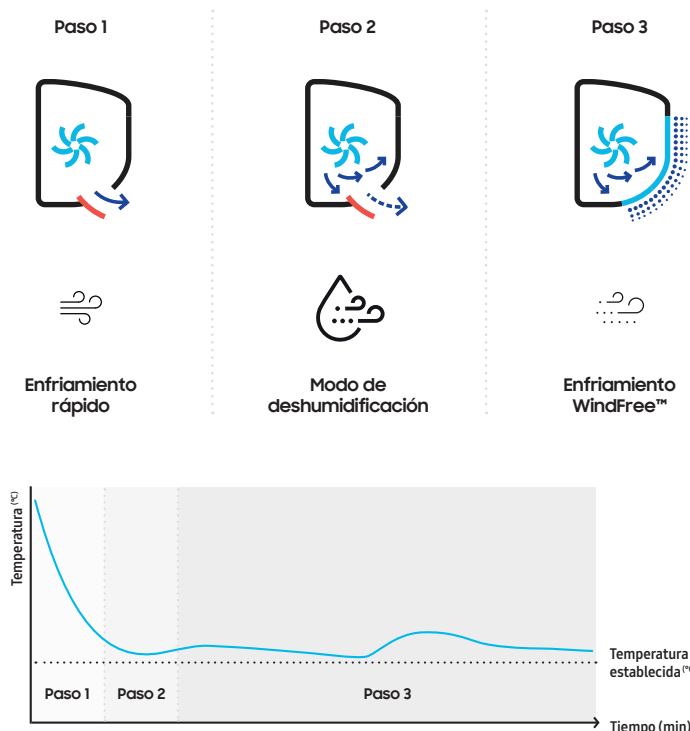 Paso 1
Paso 2
Paso 3
Enfriamiento
rápido
Modo de
deshumidificación
Enfriamiento
WindFree™
Temperatura (°C)
Paso 1
Paso 2
Paso 3
Temperatura
establecida (°C
Tiempo (min)